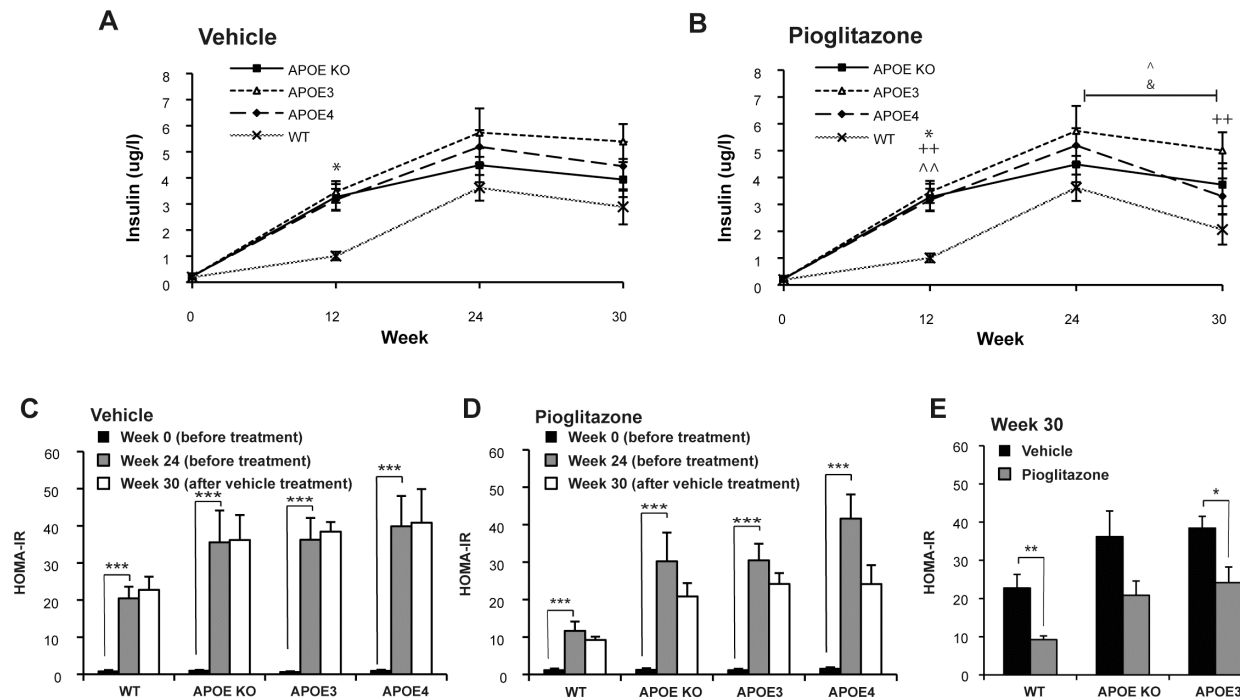 A
Vehicle
APOE KO
APOE3
APOE4
WT
8
7
6
5
4
3
2
1
0
Insulin (ug/l)
*
0
12
24
30
Week
B
Pioglitazone
APOE KO
APOE3
APOE4
WT
8
7
6
5
4
3
2
1
0
Insulin (ug/l)
*
++
^^
^
&
++
0
12
24
30
Week
C
Vehicle
Week 0 (before treatment)
Week 24 (before treatment)
Week 30 (after vehicle treatment)
60
50
40
30
20
10
0
HOMA-IR
***
***
***
***
WT
APOE KO
APOE3
APOE4
D
Pioglitazone
Week 0 (before treatment)
Week 24 (before treatment)
Week 30 (after vehicle treatment)
60
50
40
30
20
10
0
HOMA-IR
***
***
***
***
WT
APOE KO
APOE3
APOE4
E
Week 30
Vehicle
Pioglitazone
60
50
40
30
20
10
0
HOMA-IR
**
*
WT
APOE KO
APOE3